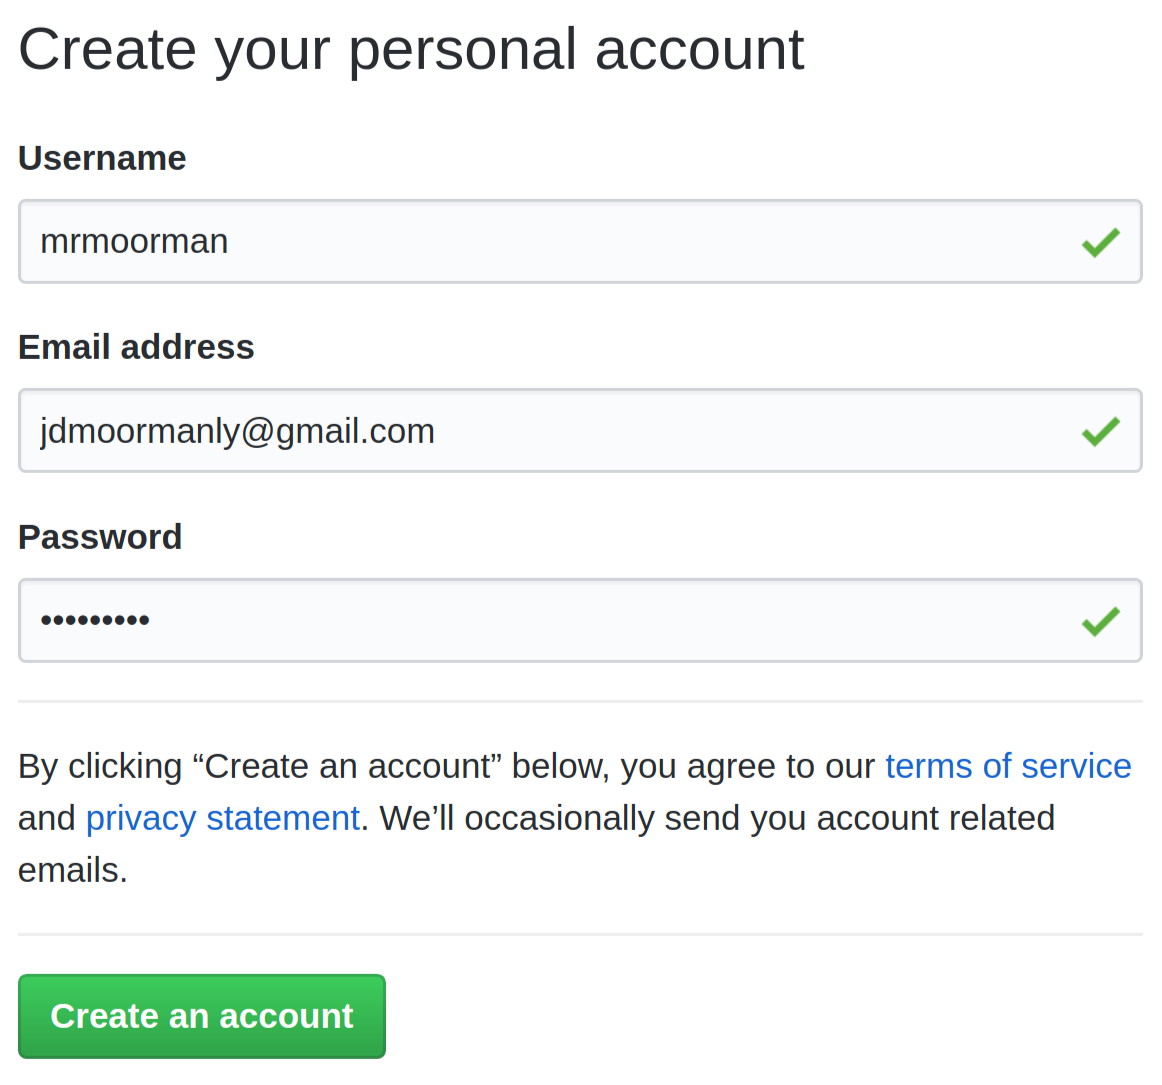 Create your personal account
Username
mrmoorman
Email address
jdmoormanly@gmail.com
Password
•••••••••
By clicking “Create an account” below, you agree to our terms of service
and privacy statement. We’ll occasionally send you account related
emails.
Create an account